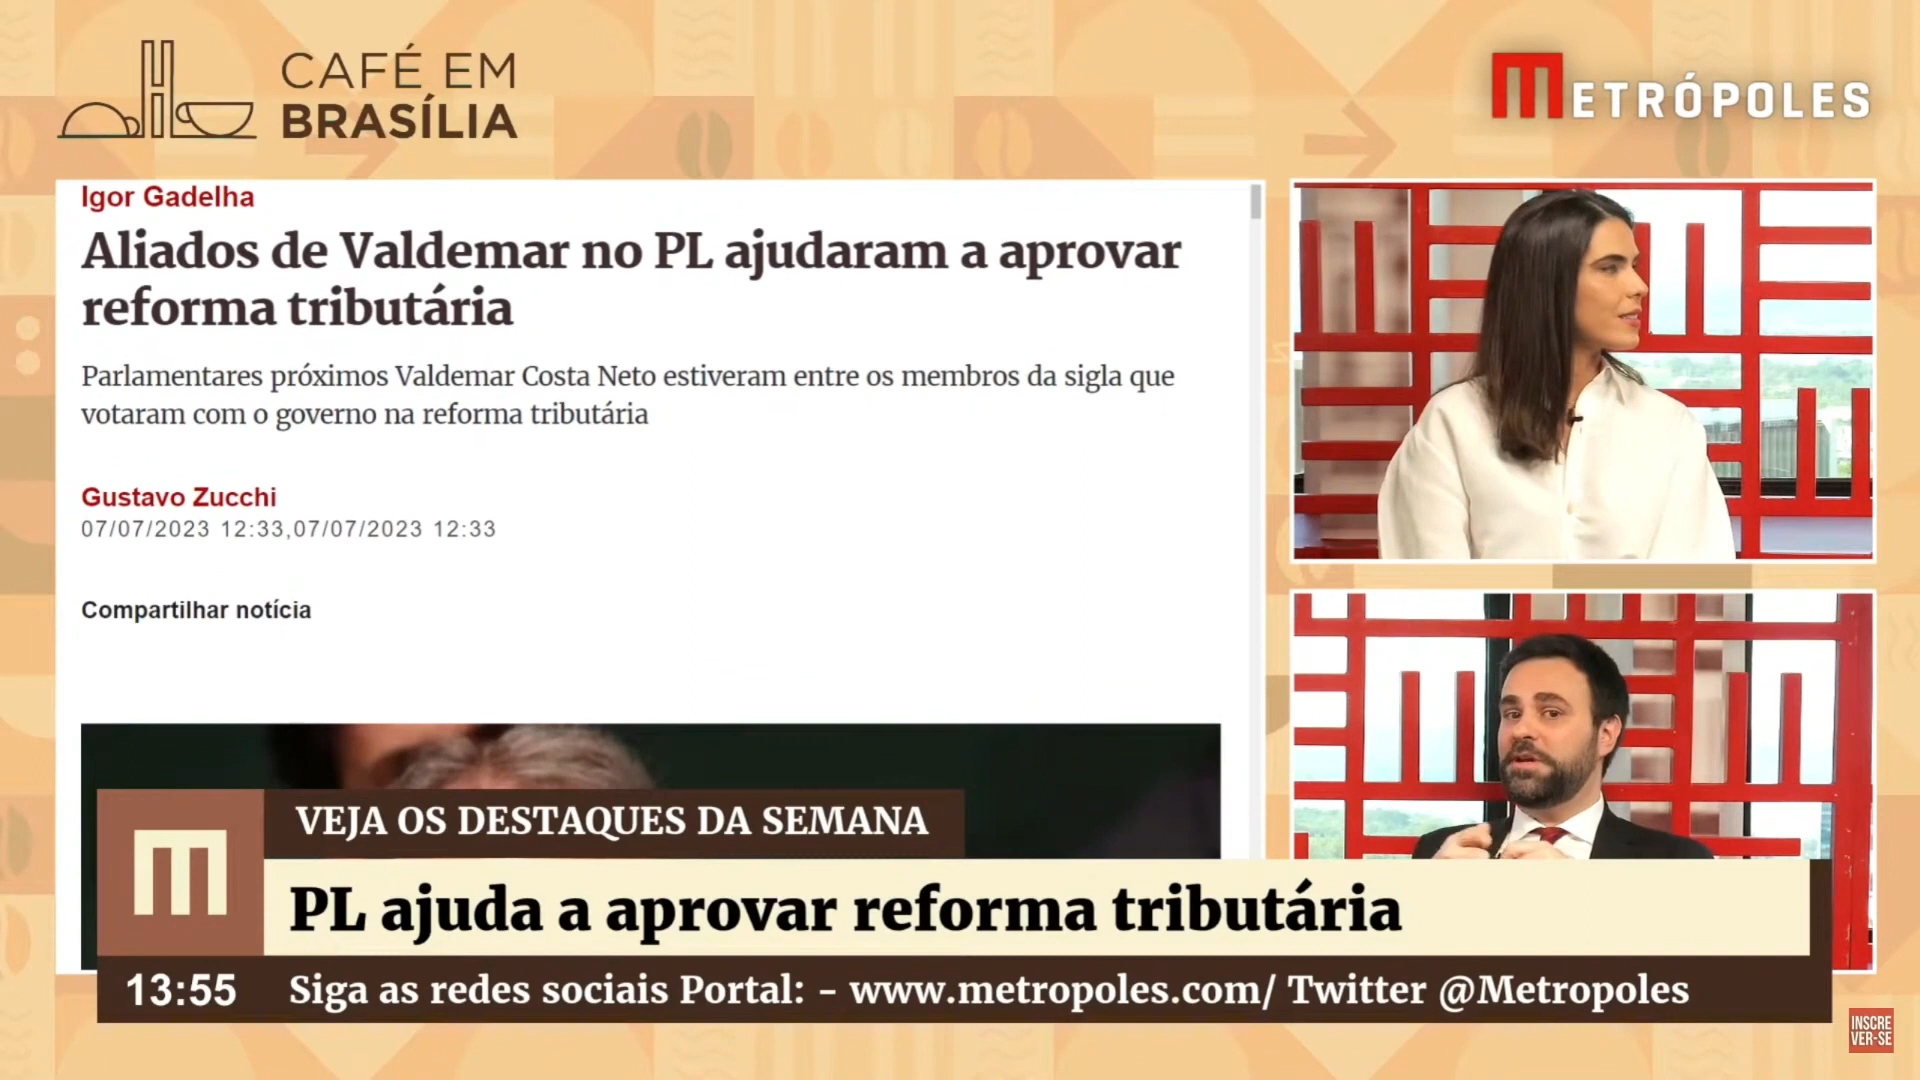 CAFÉ EM
BRASÍLIA
METRÓPOLES
Igor Gadelha
Aliados de Valdemar no PL ajudaram a aprovar
reforma tributária
Parlamentares próximos Valdemar Costa Neto estiveram entre os membros da sigla que
votaram com o governo na reforma tributária
Gustavo Zucchi
07/07/2023 12:33,07/07/2023 12:33
Compartilhar notícia
M
VEJA OS DESTAQUES DA SEMANA
PL ajuda a aprovar reforma tributária
13:55
Siga as redes sociais Portal: - www.metropoles.com/ Twitter @Metropoles
INSCRE
VER-SE